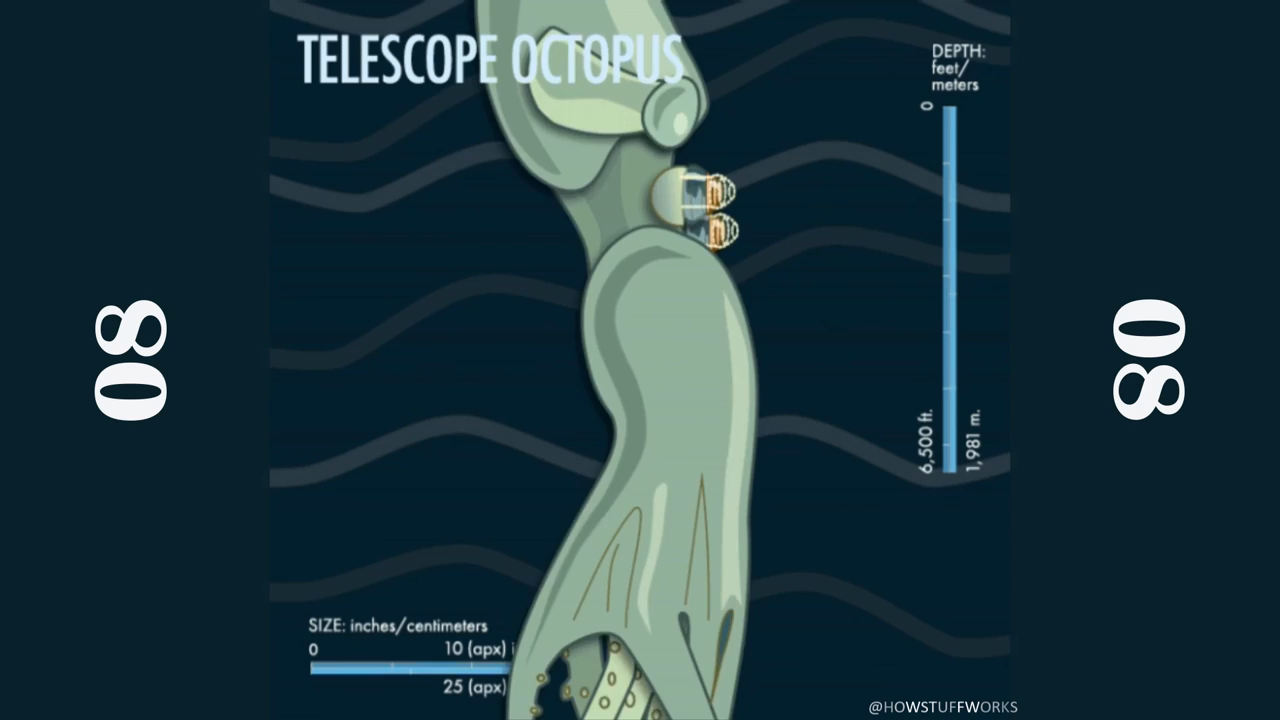 TELESCOPE OCTOPUS
DEPTH:
feet/
meters
0
6,500 ft.
1,981 m.
08
08
SIZE: inches/centimeters
0
10 (apx) i
25 (apx)
@HOWSTUFFWORKS